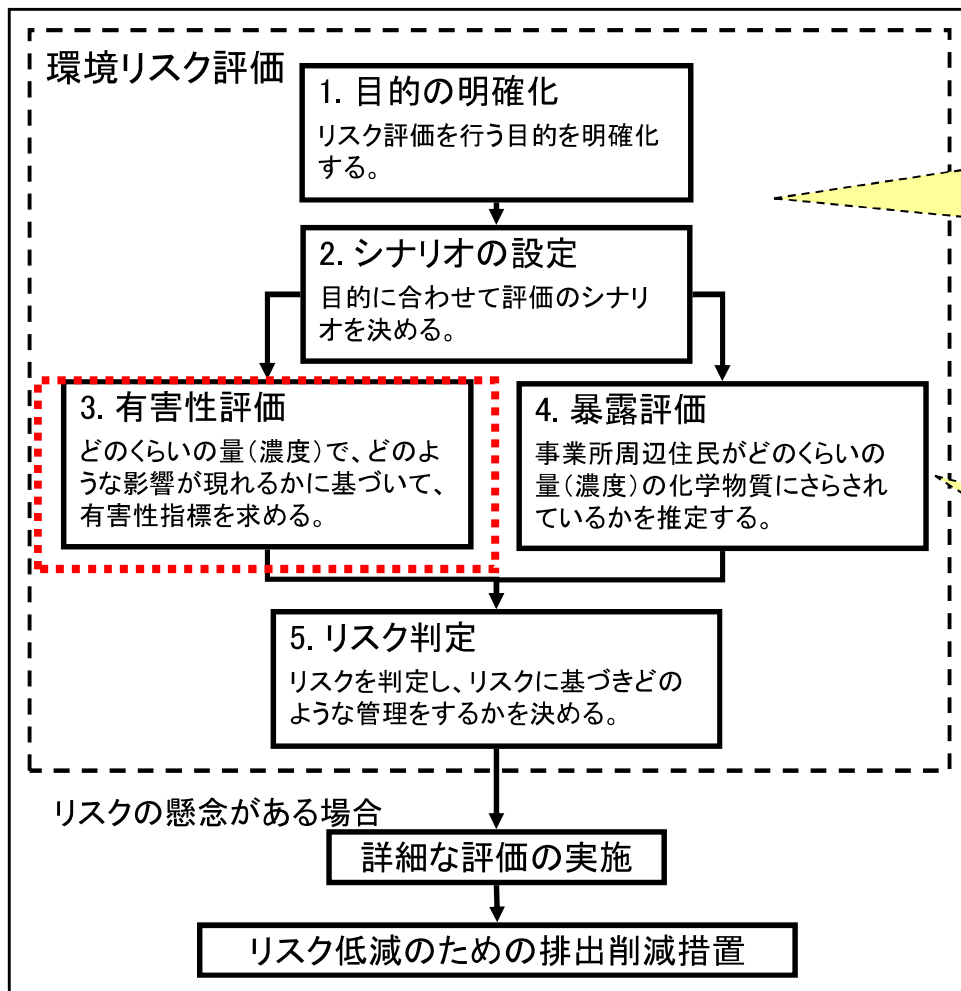 環境リスク評価
1. 目的の明確化
リスク評価を行う目的を明確化
する。
2. シナリオの設定
目的に合わせて評価のシナリ
オを決める。
3. 有害性評価
どのくらいの量(濃度)で、どのよ
うな影響が現れるかに基づいて、
有害性指標を求める。
4. 暴露評価
事業所周辺住民がどのくらいの
量(濃度)の化学物質にさらされ
ているかを推定する。
5. リスク判定
リスクを判定し、リスクに基づきどの
ような管理をするかを決める。
リスクの懸念がある場合
詳細な評価の実施
リスク低減のための排出削減措置